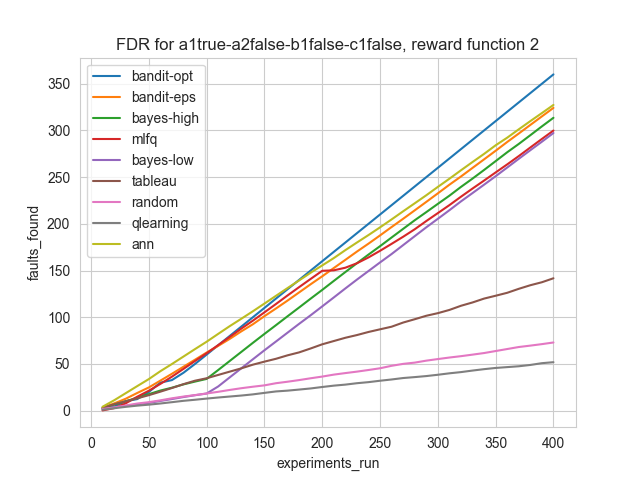 FDR for a1true-a2false-b1false-c1false, reward function 2
bandit-opt
bandit-eps
bayes-high
mlfq
bayes-low
tableau
random
qlearning
ann
faults_found
350
300
250
200
150
100
50
0
0 50 100 150 200 250 300 350 400
experiments_run